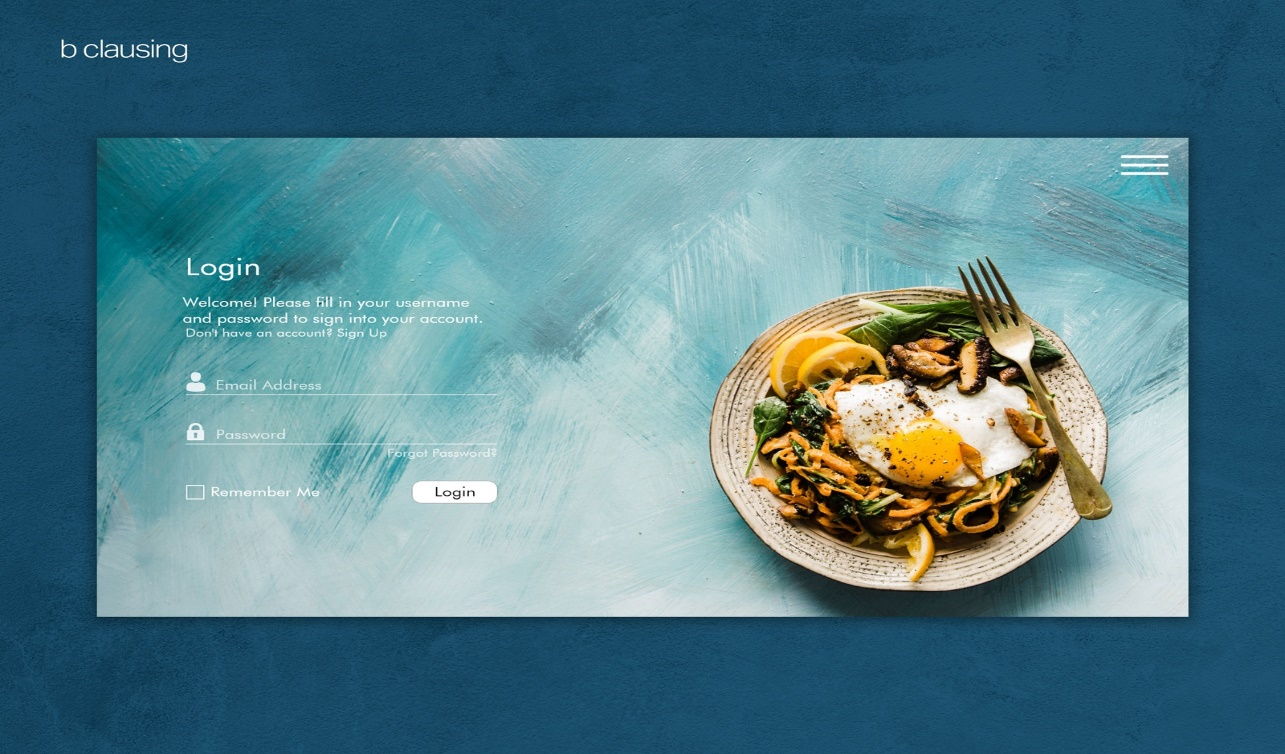 b clausing
Login
Welcome! Please fill in your username
and password to sign into your account.
Don't have an account? Sign Up
Email Address
Password
Forgot Password?
Remember Me
Login